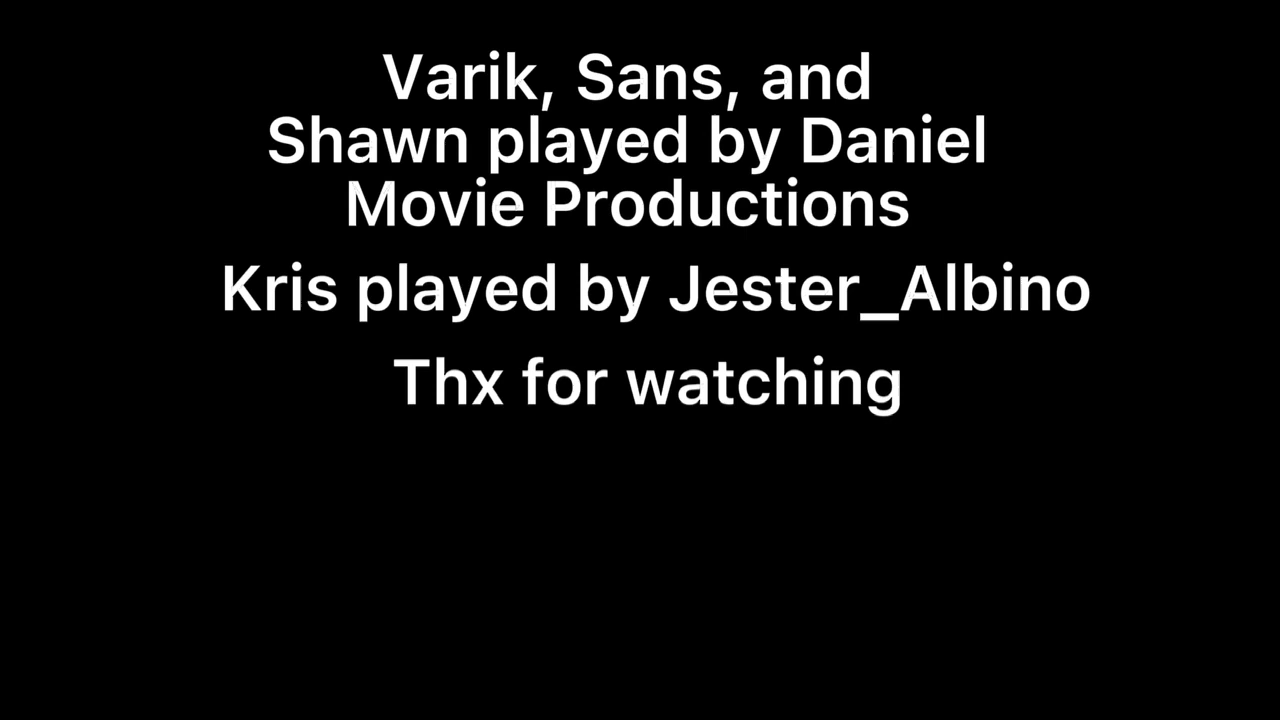 Varik, Sans, and
Shawn played by Daniel
Movie Productions
Kris played by Jester_Albino
Thx for watching